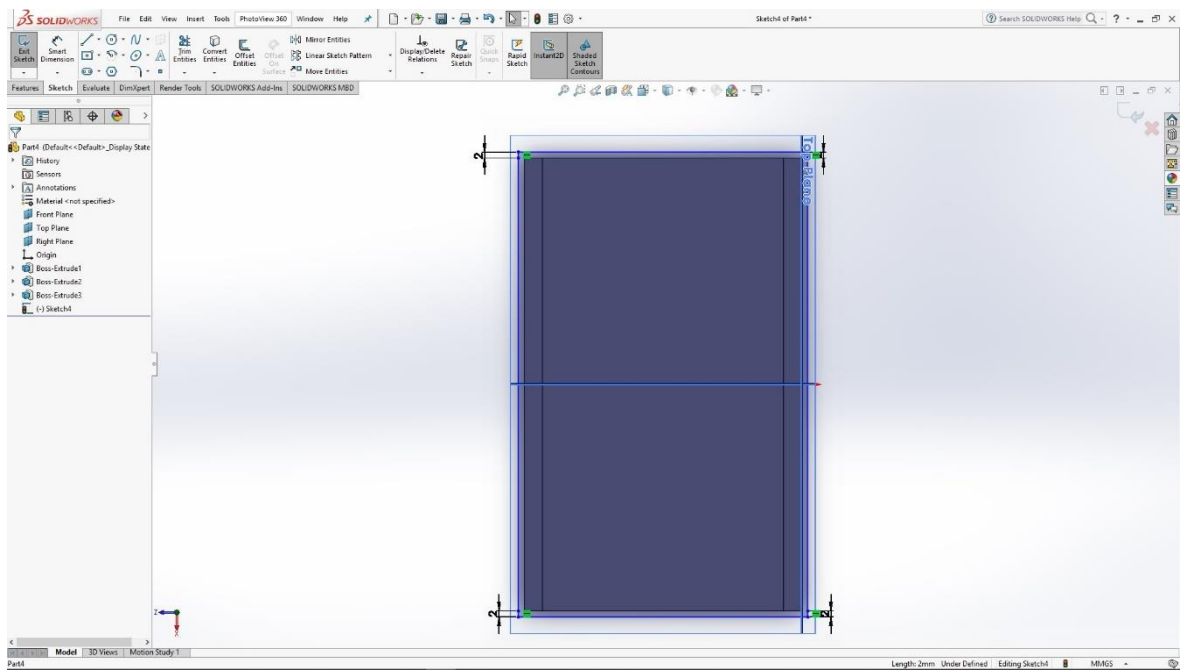 SOLIDWORKS File Edit View Insert Tools PhotoView 360 Window Help Sketch4 of Part4 * Search SOLIDWORKS Help
Exit Sketch Smart Dimension Trim Entities Convert Entities Offset Entities Offset On Surface Mirror Entities Linear Sketch Pattern Move Entities Display/Delete Relations Repair Sketch Quick Snaps Rapid Sketch Instant2D Shaded Sketch Contours
Features Sketch Evaluate DimXpert Render Tools SOLIDWORKS Add-Ins SOLIDWORKS MBD
Part4 (Default<<Default>_Display State
History
Sensors
Annotations
Material <not specified>
Front Plane
Top Plane
Right Plane
Origin
Boss-Extrude1
Boss-Extrude2
Boss-Extrude3
(-) Sketch4
2
Top Plane
2
2
Z
X
Model 3D Views Motion Study 1
Part4 Length: 2mm Under Defined Editing Sketch4 MMGS